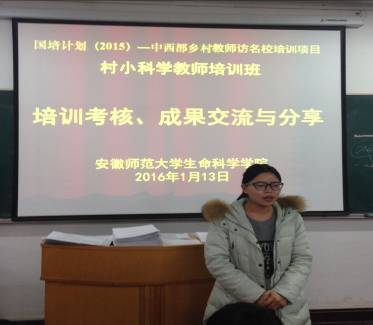 国培计划（2015）—中西部乡村教师访名校培训项目
村小科学教师培训班
培训考核、成果交流与分享
安徽师范大学生命科学学院
2016年1月13日